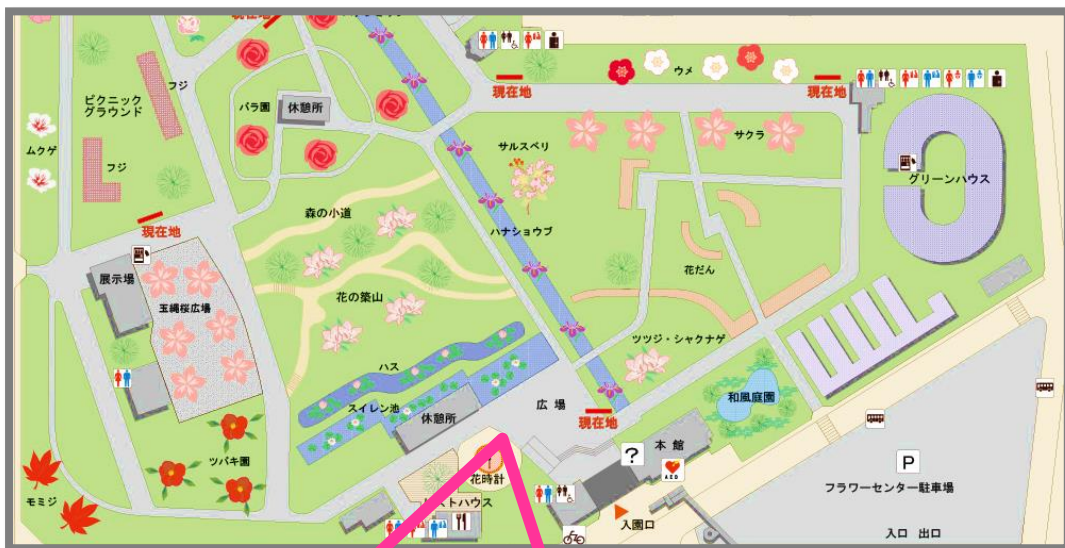 現在地
ウメ
現在地
現在地
フジ
ピクニック
グラウンド
バラ園
休憩所
サクラ
サルスベリ
ムクゲ
フジ
グリーンハウス
森の小道
現在地
ハナショウブ
花だん
展示場
花の築山
玉縄桜広場
ツツジ・シャクナゲ
ハス
和風庭園
スイレン池
休憩所
広場
現在地
本館
?
AED
ツバキ園
花時計
P
フラワーセンター駐車場
モミジ
入園口
入口 出口